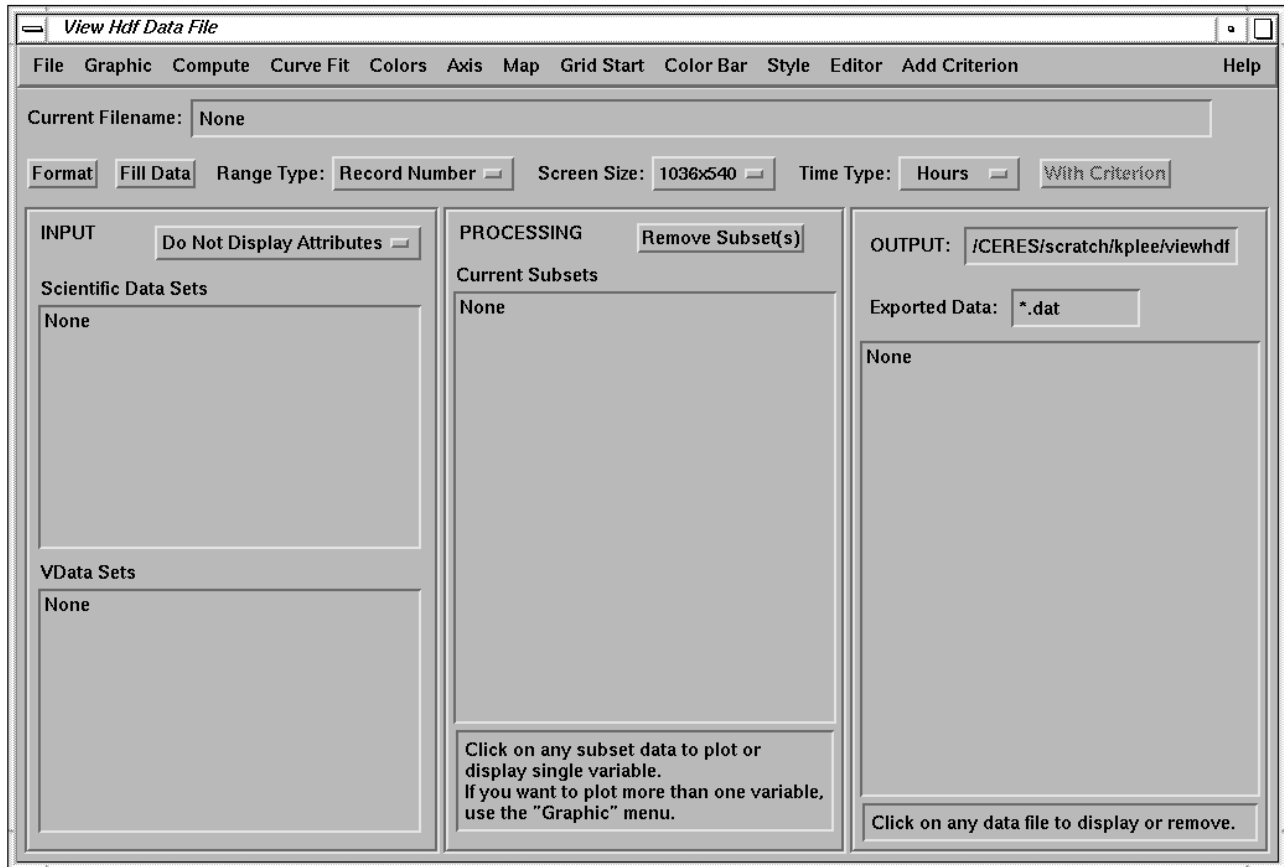 View Hdf Data File
File Graphic Compute Curve Fit Colors Axis Map Grid Start Color Bar Style Editor Add Criterion Help
Current Filename: None
Format Fill Data Range Type: Record Number Screen Size: 1036x540 Time Type: Hours With Criterion
INPUT Do Not Display Attributes
Scientific Data Sets
None
VData Sets
None
PROCESSING Remove Subset(s)
Current Subsets
None
Click on any subset data to plot or
display single variable.
If you want to plot more than one variable,
use the "Graphic" menu.
OUTPUT: /CERES/scratch/kplee/viewhdf
Exported Data: *.dat
None
Click on any data file to display or remove.